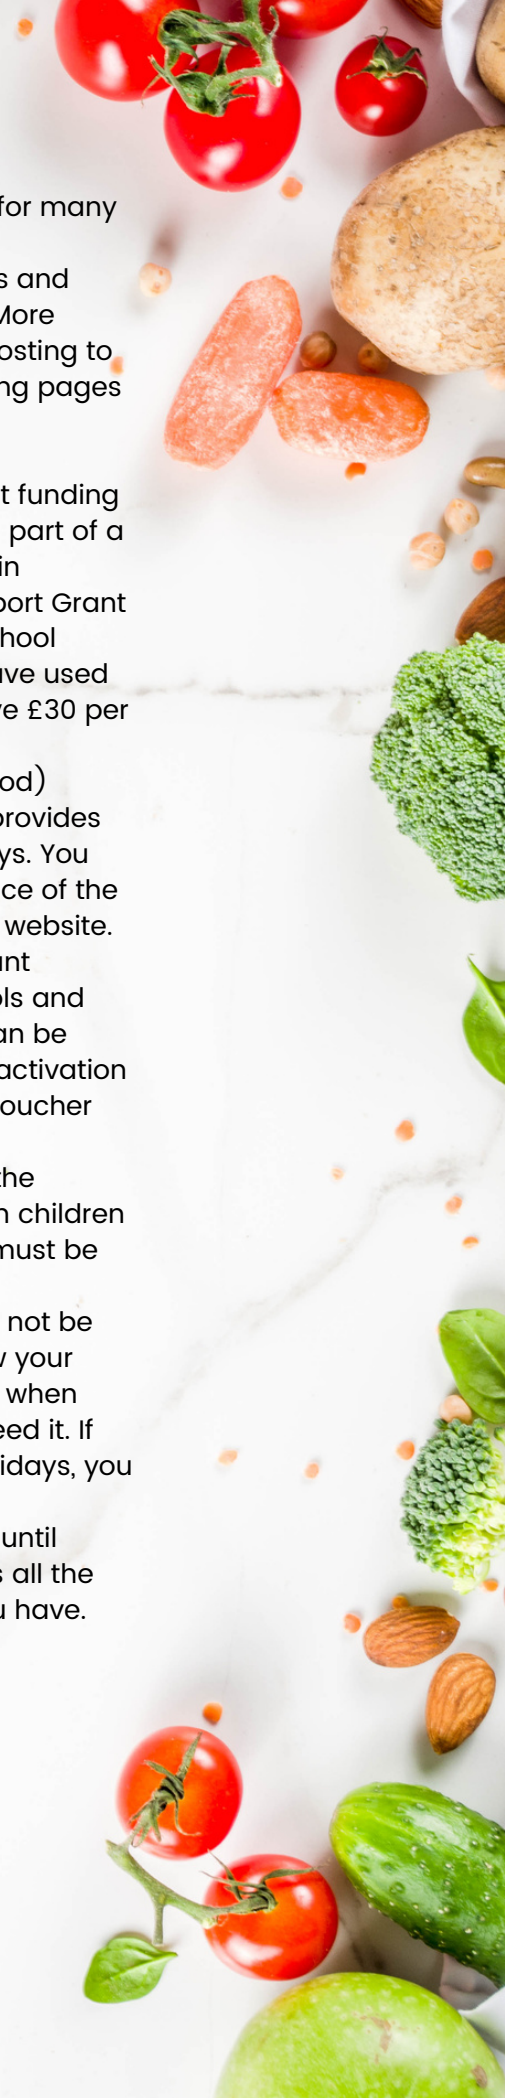 for many
s and
More
osting to
ng pages
t funding
part of a
in
port Grant
hool
ave used
ve £30 per
od)
provides
ys. You
ce of the
website.
ant
ols and
an be
activation
oucher
the
n children
must be
not be
w your
when
eed it. If
idays, you
until
s all the
u have.